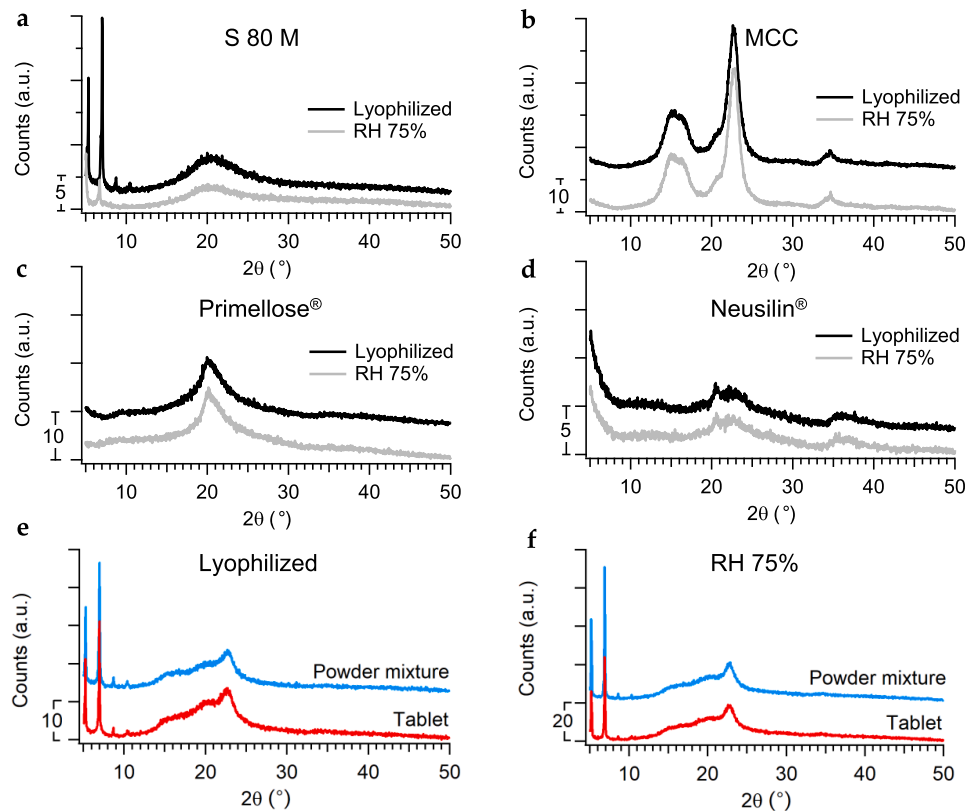 a
S 80 M
Counts (a.u.)
Lyophilized
RH 75%
5
10 20 30 40 50
2θ (°)
b
MCC
Counts (a.u.)
Lyophilized
RH 75%
10
10 20 30 40 50
2θ (°)
c
Primellose®
Counts (a.u.)
Lyophilized
RH 75%
10
10 20 30 40 50
2θ (°)
d
Neusilin®
Counts (a.u.)
Lyophilized
RH 75%
5
10 20 30 40 50
2θ (°)
e
Lyophilized
Counts (a.u.)
Powder mixture
Tablet
10
10 20 30 40 50
2θ (°)
f
RH 75%
Counts (a.u.)
Powder mixture
Tablet
20
10 20 30 40 50
2θ (°)